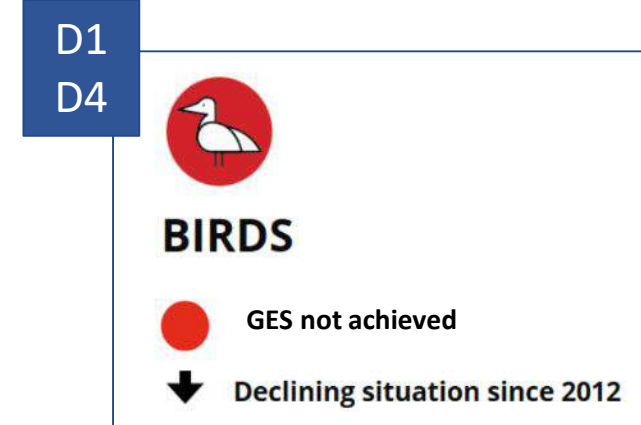 D1
D4
BIRDS
GES not achieved
Declining situation since 2012